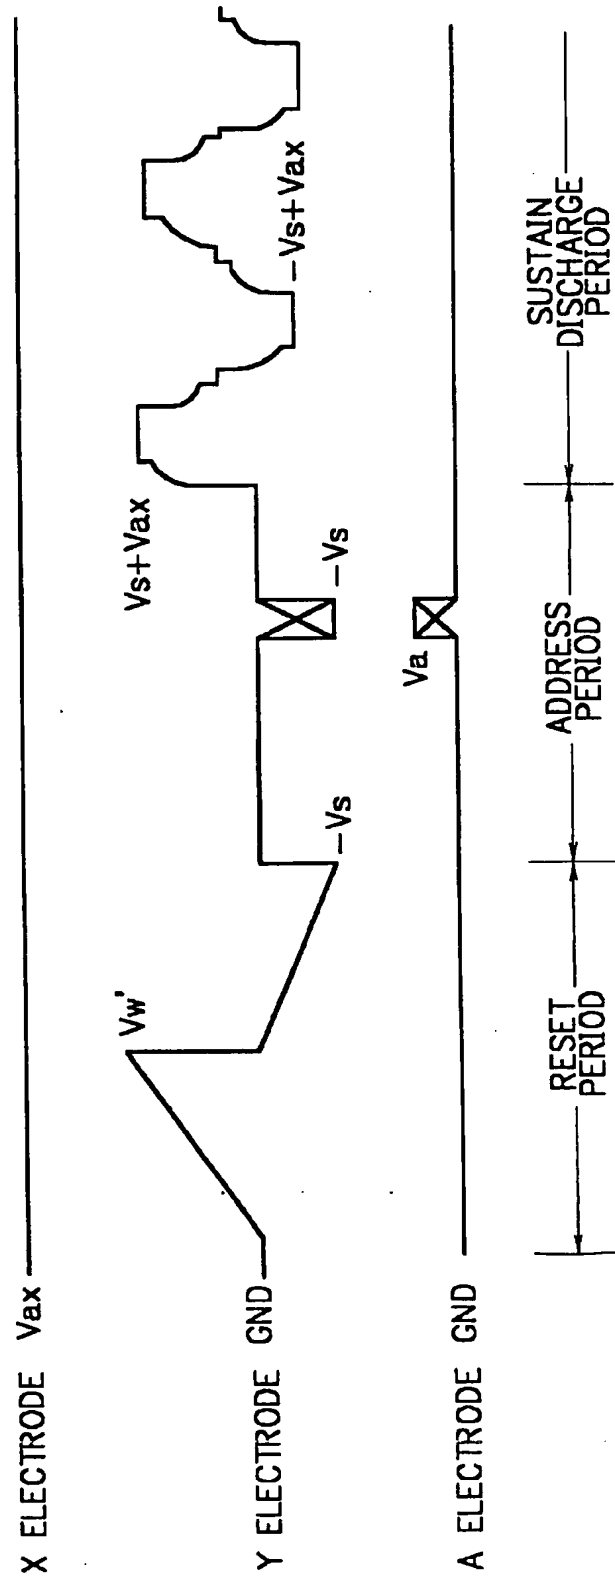 X ELECTRODE Vax
Y ELECTRODE GND
Vw'
−Vs
−Vs
Vs+Vax
−Vs+Vax
A ELECTRODE GND
Va
RESET
PERIOD
ADDRESS
PERIOD
SUSTAIN
DISCHARGE
PERIOD